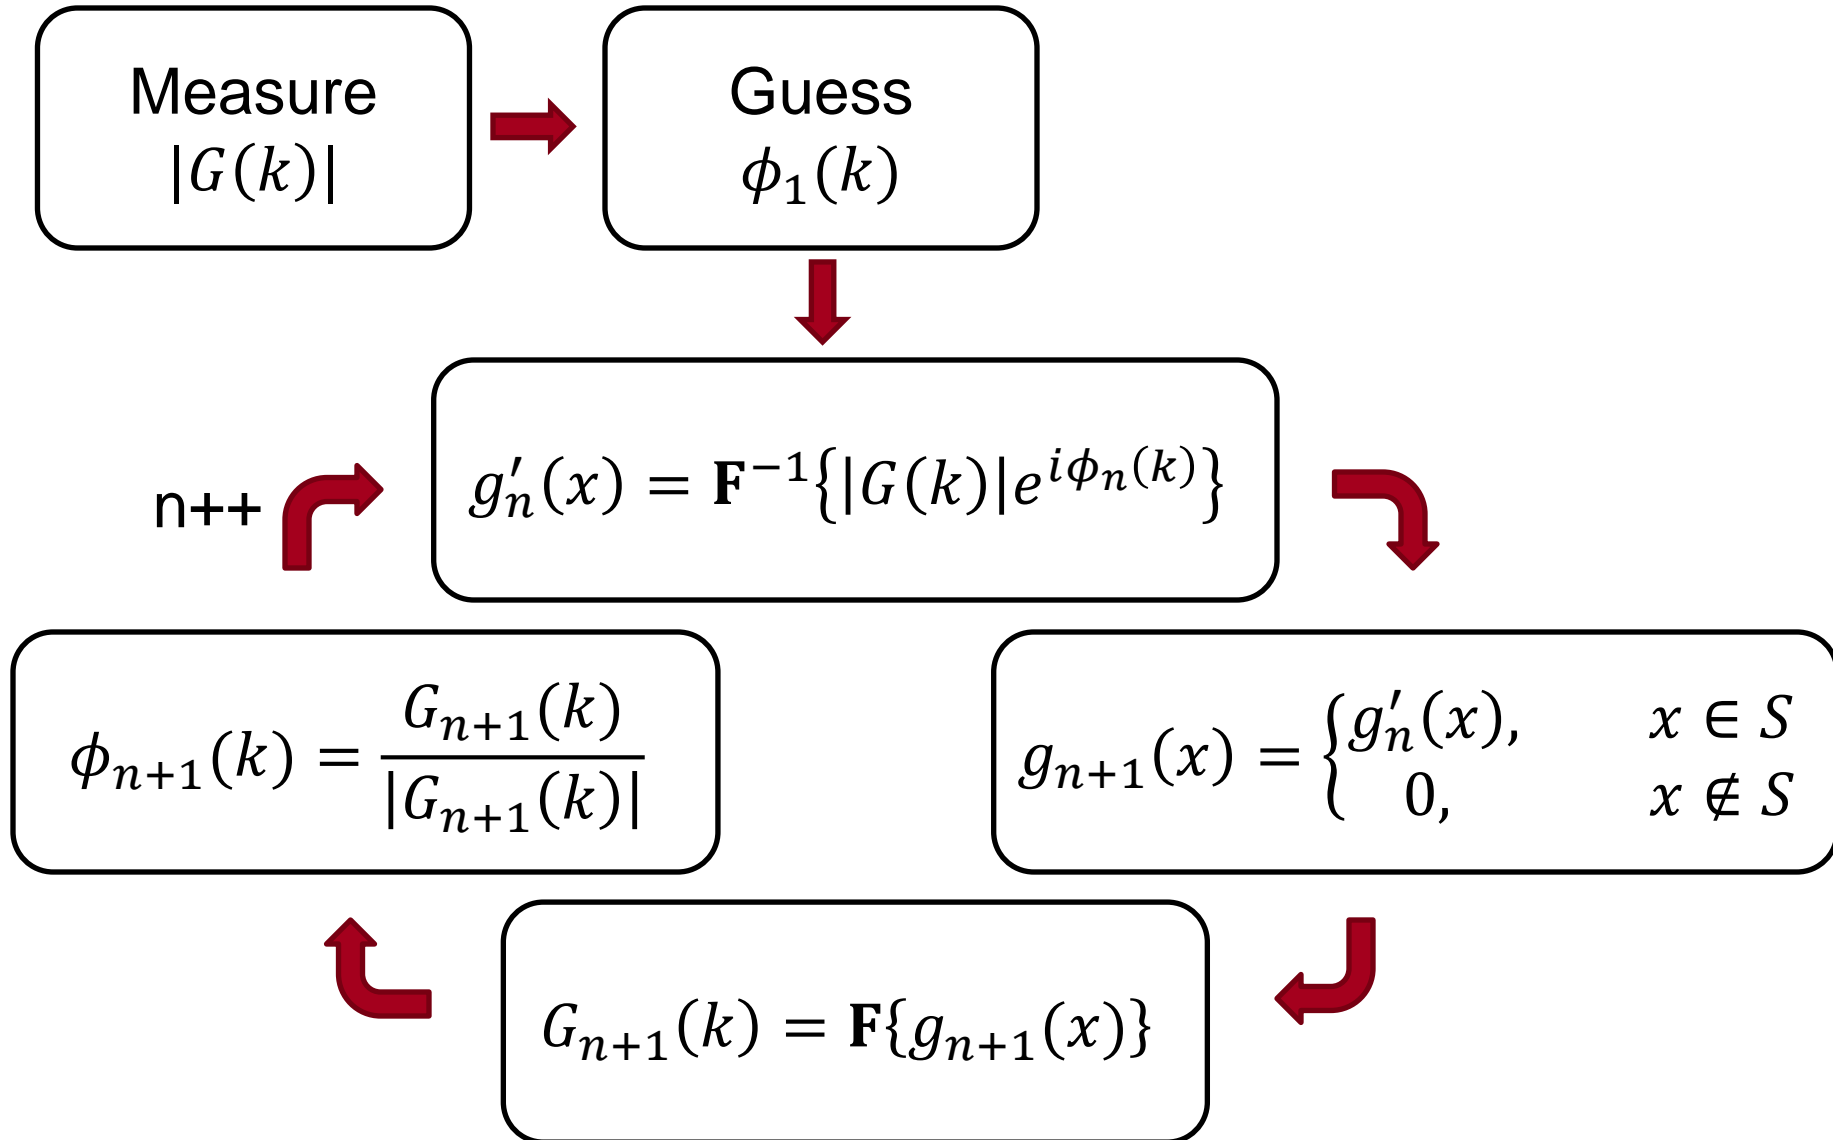 Measure
|G(k)|
Guess
ϕ₁(k)
n++
g′ₙ(x) = F⁻¹{|G(k)|e^{iϕₙ(k)}}
ϕₙ₊₁(k) = Gₙ₊₁(k) / |Gₙ₊₁(k)|
gₙ₊₁(x) = { g′ₙ(x), x ∈ S
0, x ∉ S
Gₙ₊₁(k) = F{gₙ₊₁(x)}